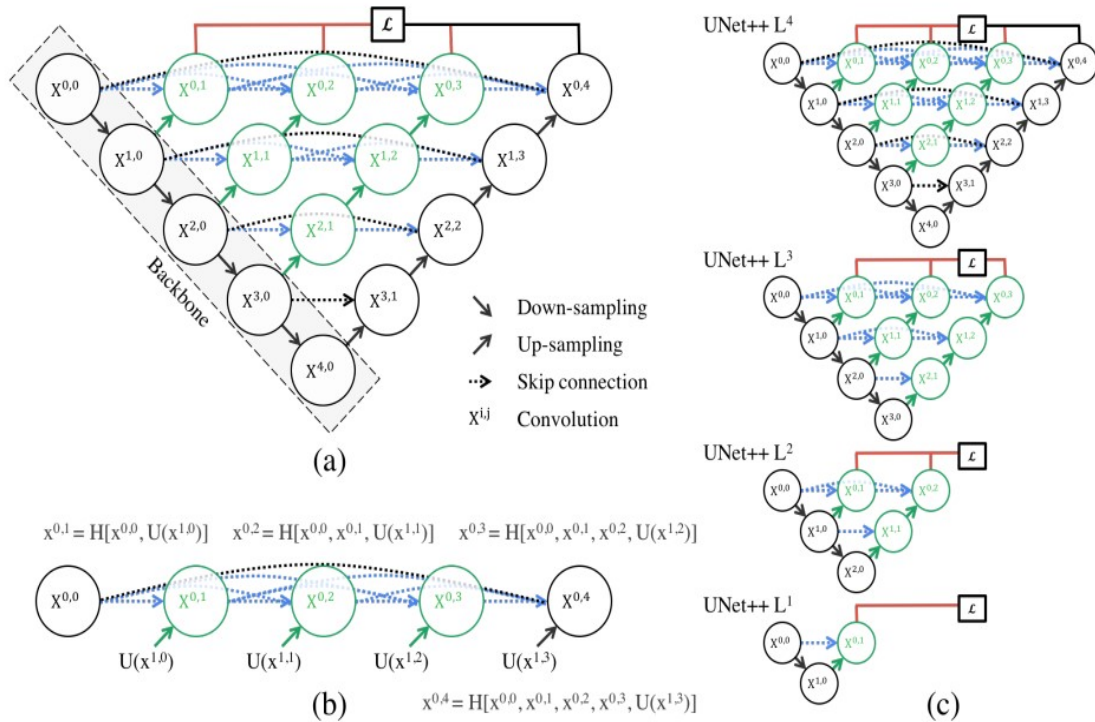 ℒ
X0,0 X0,1 X0,2 X0,3 X0,4
X1,0 X1,1 X1,2 X1,3
X2,0 X2,1 X2,2
X3,0 X3,1
X4,0
Backbone
Down-sampling
Up-sampling
Skip connection
Xi,j Convolution
(a)
x0,1 = H[x0,0, U(x1,0)] x0,2 = H[x0,0, x0,1, U(x1,1)] x0,3 = H[x0,0, x0,1, x0,2, U(x1,2)]
X0,0 X0,1 X0,2 X0,3 X0,4
U(x1,0) U(x1,1) U(x1,2) U(x1,3)
(b)
x0,4 = H[x0,0, x0,1, x0,2, x0,3, U(x1,3)]
UNet++ L4
ℒ
X0,0 X0,1 X0,2 X0,3 X0,4
X1,0 X1,1 X1,2 X1,3
X2,0 X2,1 X2,2
X3,0 X3,1
X4,0
UNet++ L3
ℒ
X0,0 X0,1 X0,2 X0,3
X1,0 X1,1 X1,2
X2,0 X2,1
X3,0
UNet++ L2
ℒ
X0,0 X0,1 X0,2
X1,0 X1,1
X2,0
UNet++ L1
ℒ
X0,0 X0,1
X1,0
(c)